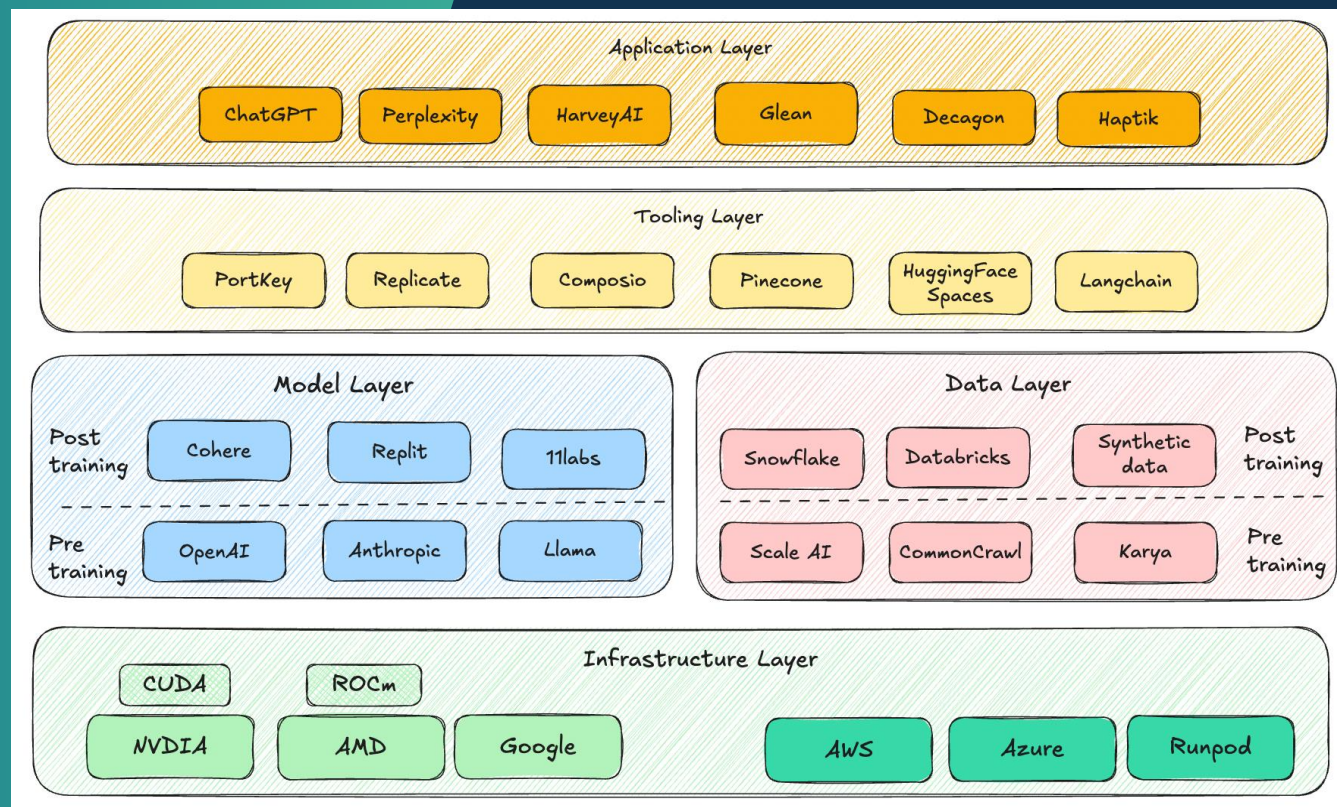 Application Layer
ChatGPT
Perplexity
HarveyAI
Glean
Decagon
Haptik
Tooling Layer
PortKey
Replicate
Composio
Pinecone
HuggingFace
Spaces
Langchain
Model Layer
Post
training
Cohere
Replit
11labs
Pre
training
OpenAI
Anthropic
Llama
Data Layer
Snowflake
Databricks
Synthetic
data
Post
training
Scale AI
CommonCrawl
Karya
Pre
training
Infrastructure Layer
CUDA
ROCm
NVDIA
AMD
Google
AWS
Azure
Runpod